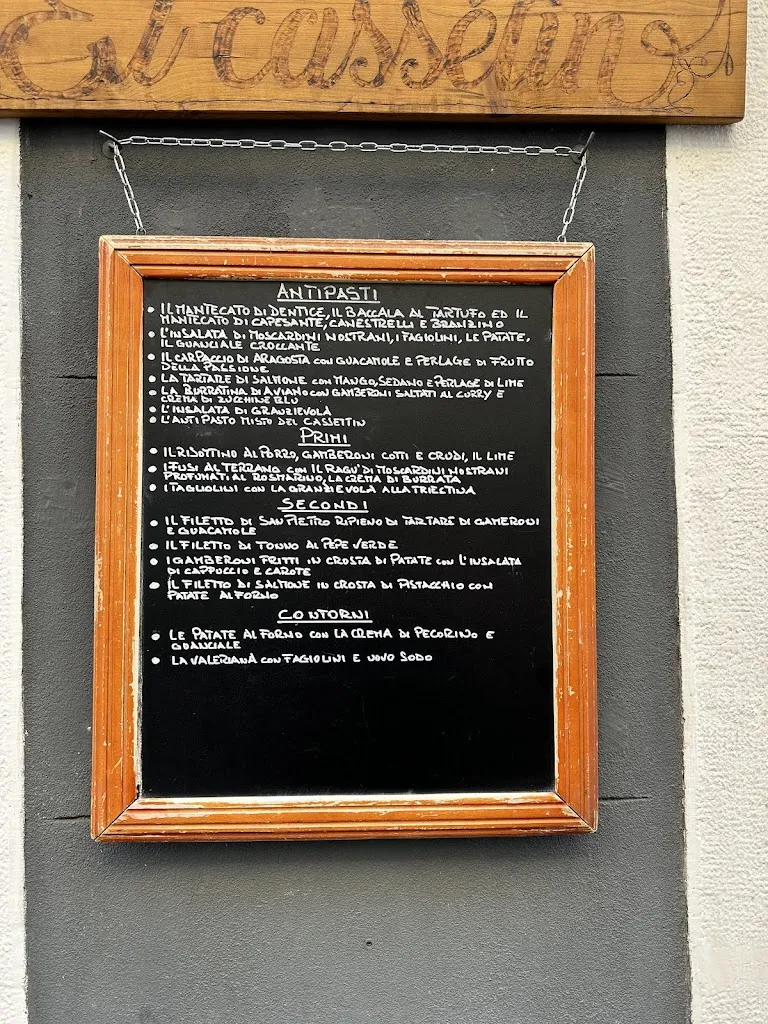 El cassetin
ANTIPASTI
• IL MANTECATO DI DENTICE, IL BACCALA AL TARTUFO ED IL
MANTECATO DI CAPESANTE, CANESTRELLI E BRANZINO
• L'INSALATA DI MOSCARDINI NOSTRANI, I FAGIOLINI, LE PATATE,
IL GUANCIALE CROCCANTE
• IL CARPACCIO DI ARAGOSTA CON GUACAMOLE E PERLAGE DI FRUTTO
DELLA PASSIONE
• LA TARTARE DI SALMONE CON MANGO, SEDANO E PERLAGE DI LIME
• LA BURRATINA DI AVIANO CON GAMBERONI SALTATI AL CURRY E
CREMA DI ZUCCHINE BLU
• L'INSALATA DI GRANZIEVOLA
• L'ANTIPASTO MISTO DEL CASSETTIN
PRIMI
• IL RISOTTINO AL PORRO, GAMBERONI COTTI E CRUDI, IL LIME
• I FUSI AL TERRANO CON IL RAGU' DI MOSCARDINI NOSTRANI
PROFUMATI AL ROSMARINO, LA CREMA DI BURRATA
• I TAGLIOLINI CON LA GRANZIEVOLA ALLA TRIESTINA
SECONDI
• IL FILETTO DI SAN PIETRO RIPIENO DI TARTARE DI GAMERONI
E GUACAMOLE
• IL FILETTO DI TONNO AL PEPE VERDE
• I GAMBERONI FRITTI IN CROSTA DI PATATE CON L'INSALATA
DI CAPPUCCIO E CAROTE
• IL FILETTO DI SALMONE IN CROSTA DI PISTACCHIO CON
PATATE AL FORNO
CONTORNI
• LE PATATE AL FORNO CON LA CREMA DI PECORINO E
GUANCIALE
• LA VALERIANA CON FAGIOLINI E UOVO SODO